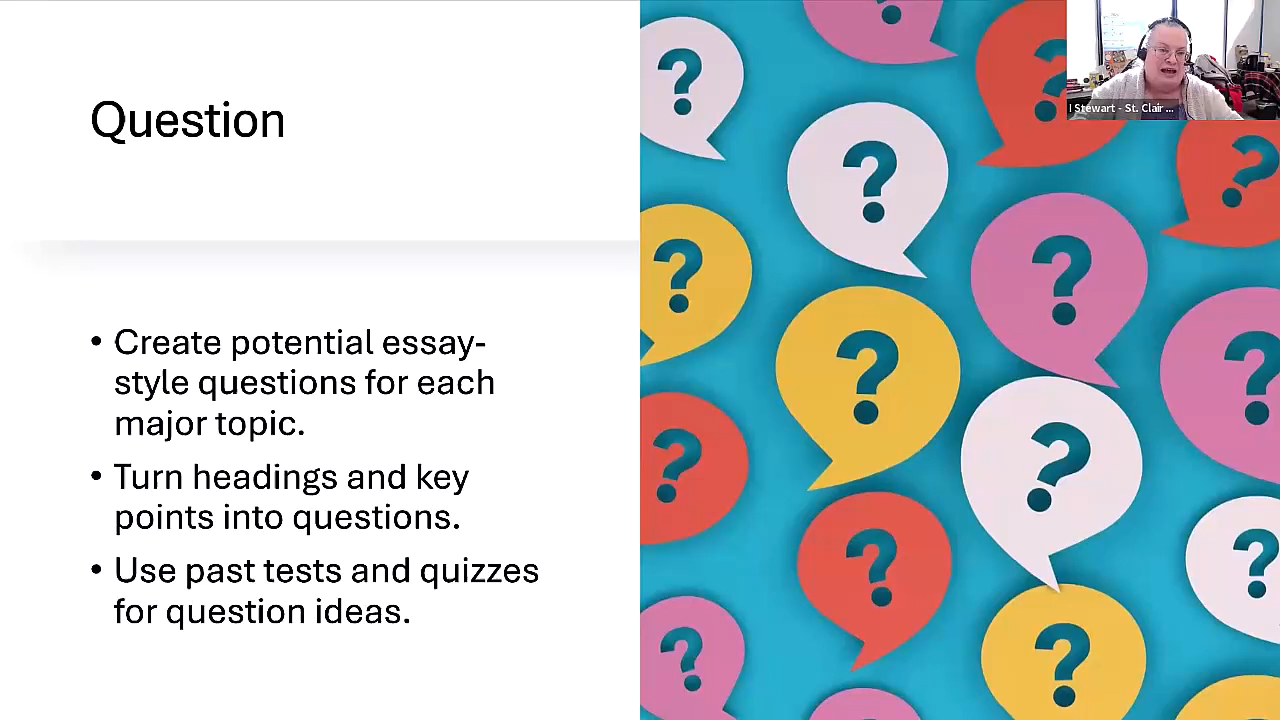 Question
• Create potential essay-
style questions for each
major topic.
• Turn headings and key
points into questions.
• Use past tests and quizzes
for question ideas.
? ? ? ? ? ? ? ? ? ? ? ? ? ? ? ?
l Stewart - St. Clair ...